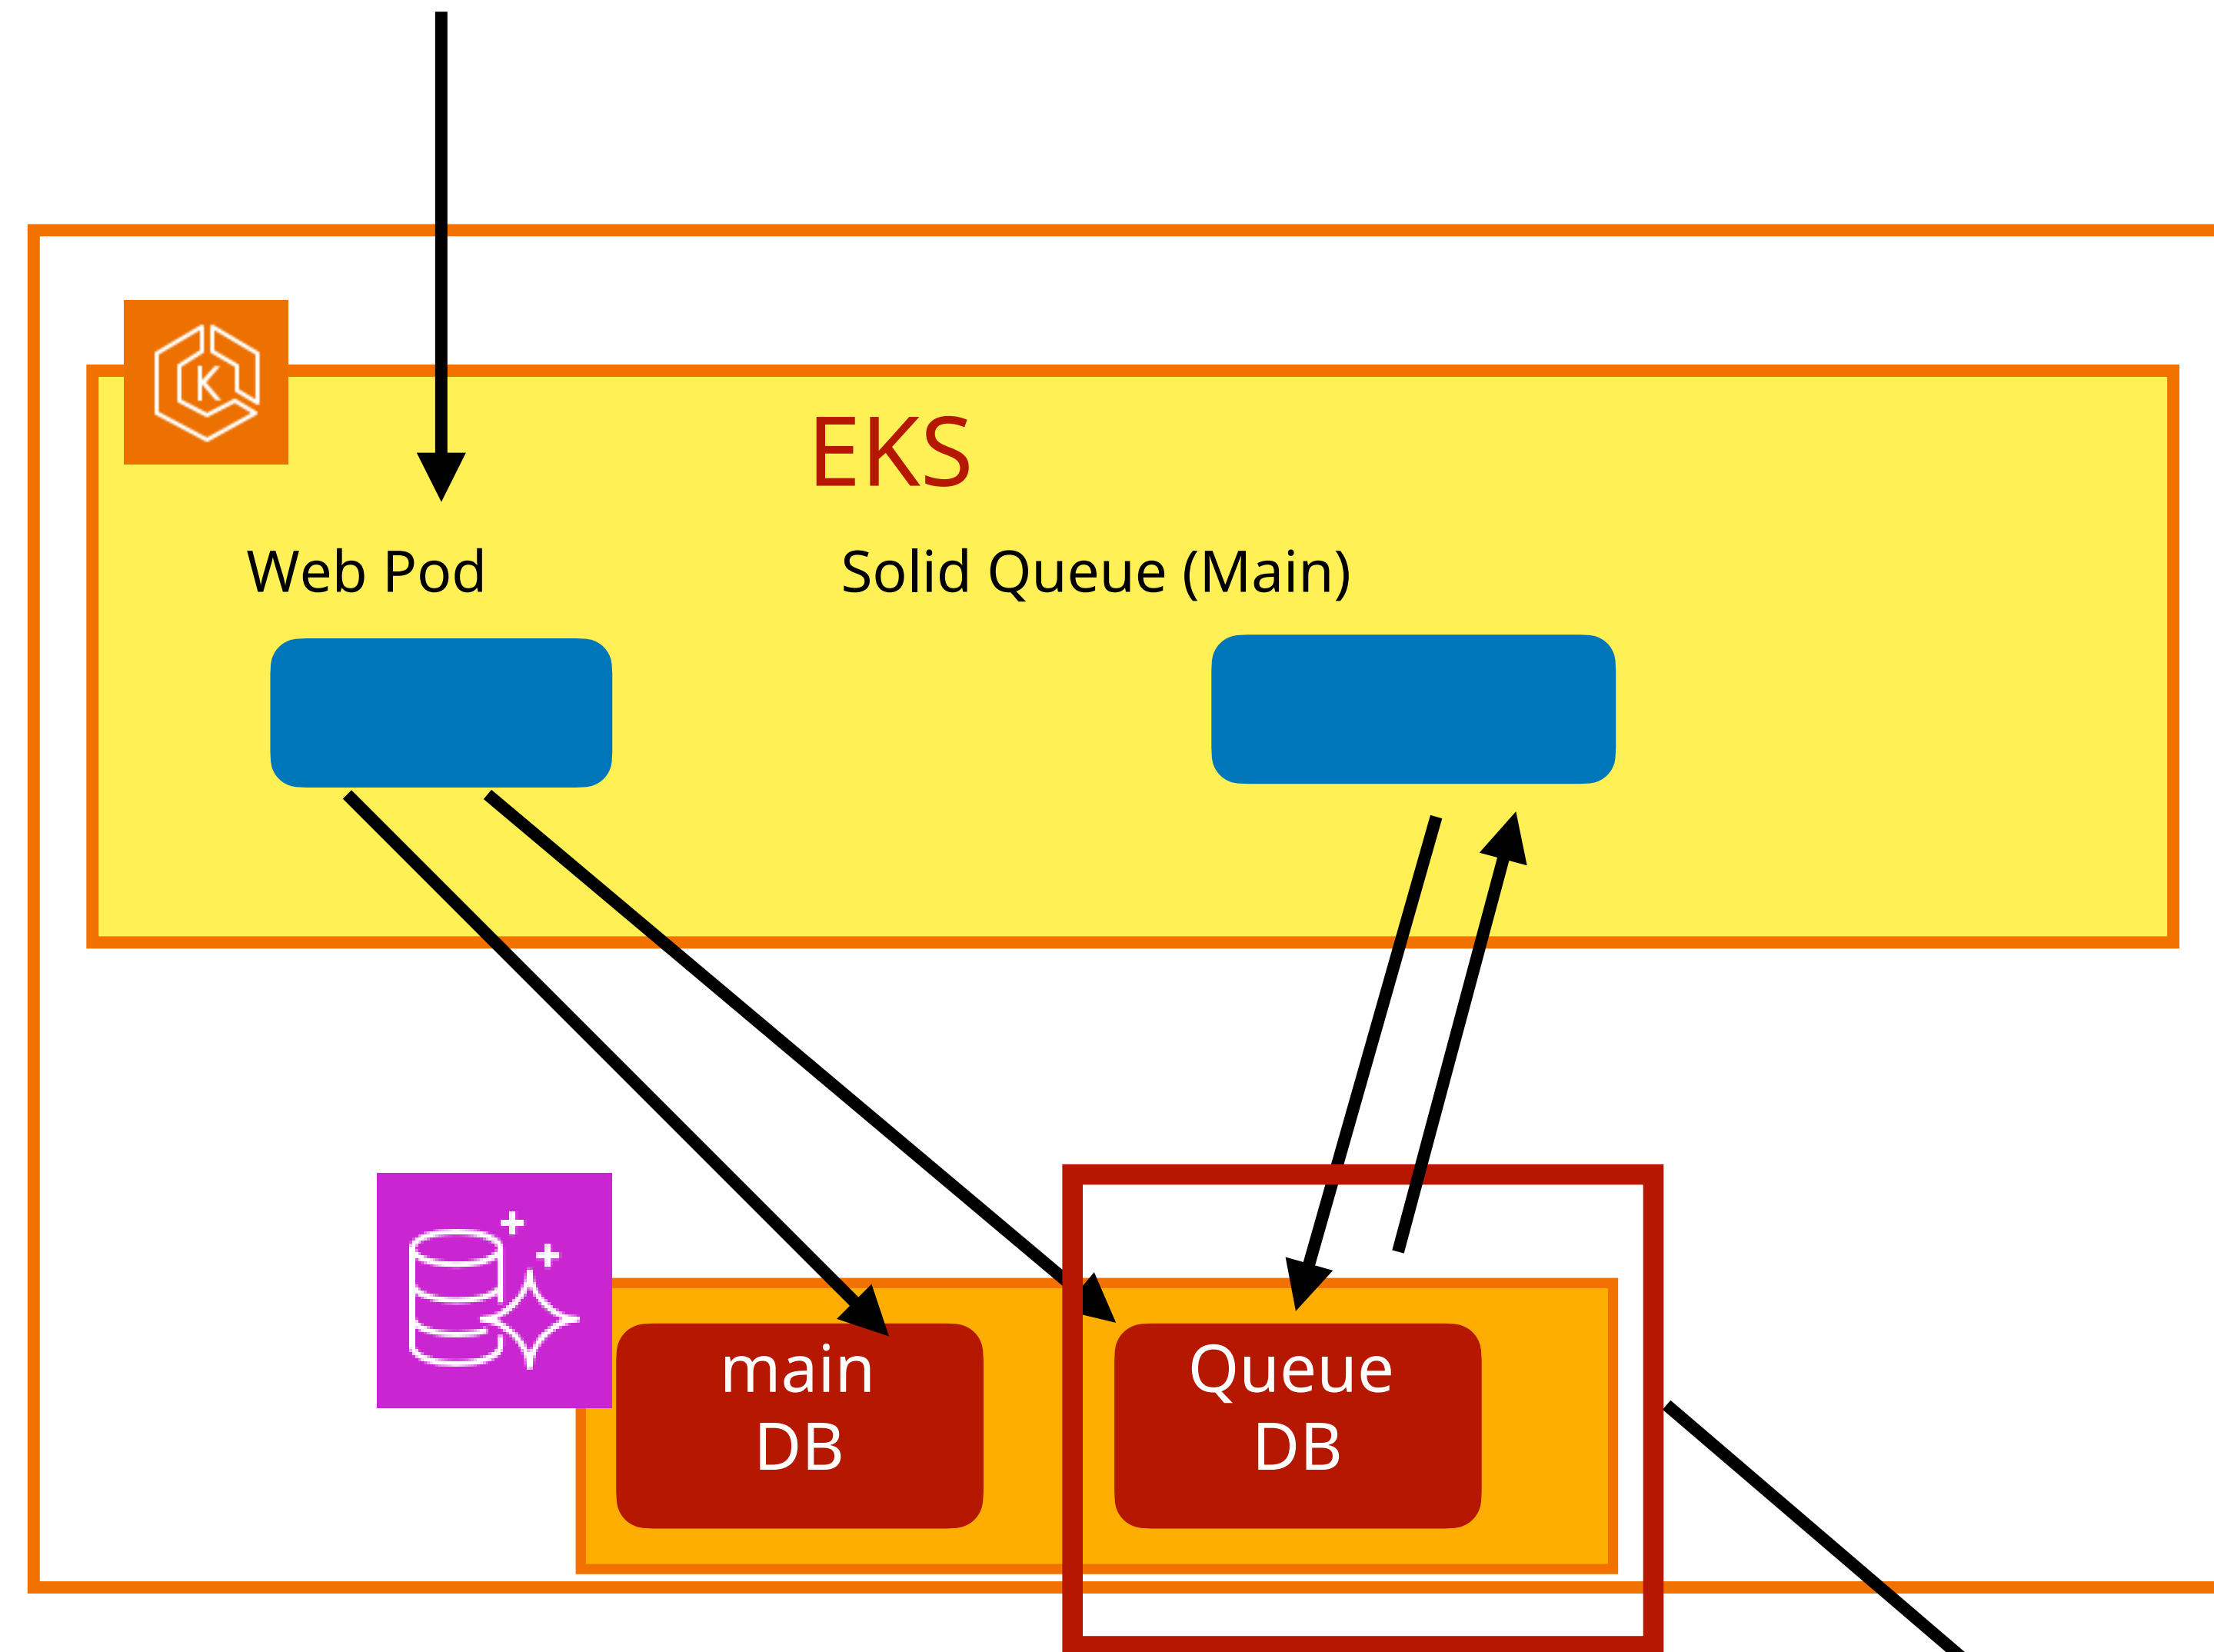 K
EKS
Web Pod
Solid Queue (Main)
main
DB
Queue
DB